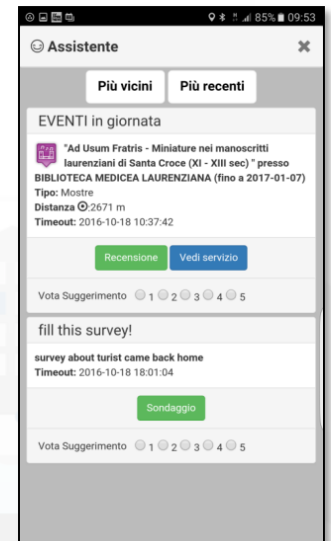 85% 09:53
Assistente ✖
Più vicini Più recenti
EVENTI in giornata
"Ad Usum Fratris - Miniature nei manoscritti
laurenziani di Santa Croce (XI - XIII sec) " presso
BIBLIOTECA MEDICEA LAURENZIANA (fino a 2017-01-07)
Tipo: Mostre
Distanza ⦿:2671 m
Timeout: 2016-10-18 10:37:42
Recensione Vedi servizio
Vota Suggerimento 1 2 3 4 5
fill this survey!
survey about turist came back home
Timeout: 2016-10-18 18:01:04
Sondaggio
Vota Suggerimento 1 2 3 4 5